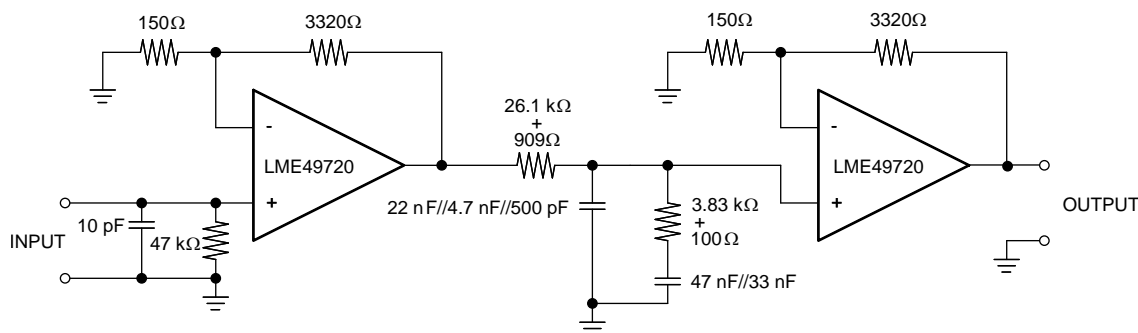 150Ω
3320Ω
150Ω
3320Ω
26.1 kΩ
+
909Ω
-
LME49720
+
-
LME49720
+
22 nF//4.7 nF//500 pF
3.83 kΩ
+
100Ω
47 nF//33 nF
INPUT
10 pF
47 kΩ
OUTPUT